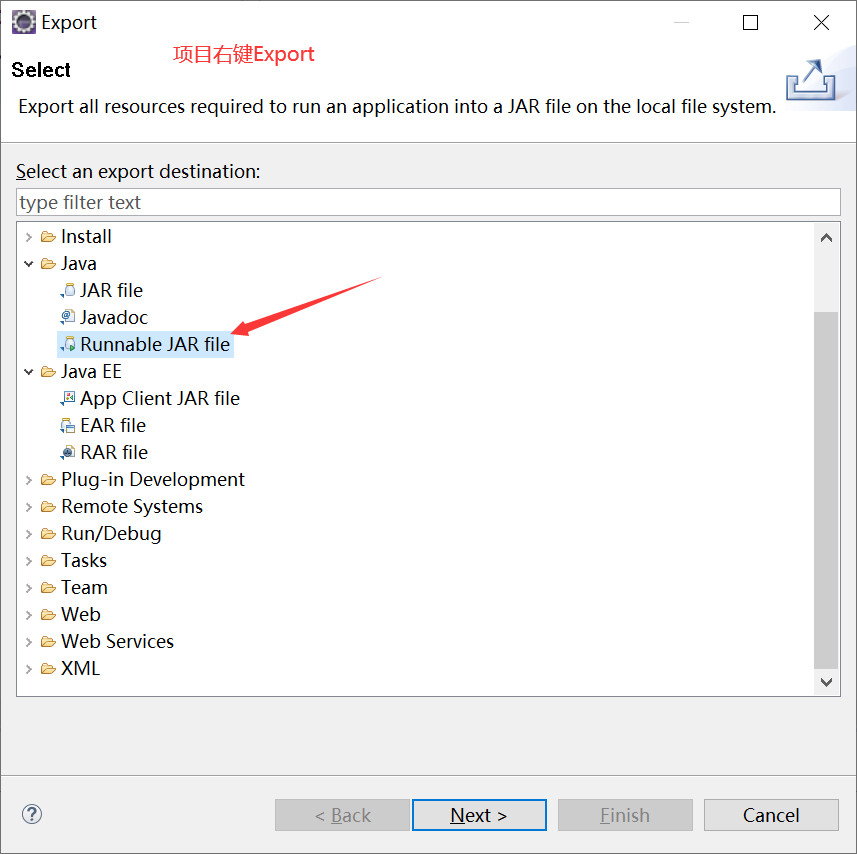 Export
项目右键Export
Select
Export all resources required to run an application into a JAR file on the local file system.
Select an export destination:
type filter text
Install
Java
JAR file
Javadoc
Runnable JAR file
Java EE
App Client JAR file
EAR file
RAR file
Plug-in Development
Remote Systems
Run/Debug
Tasks
Team
Web
Web Services
XML
< Back
Next >
Finish
Cancel